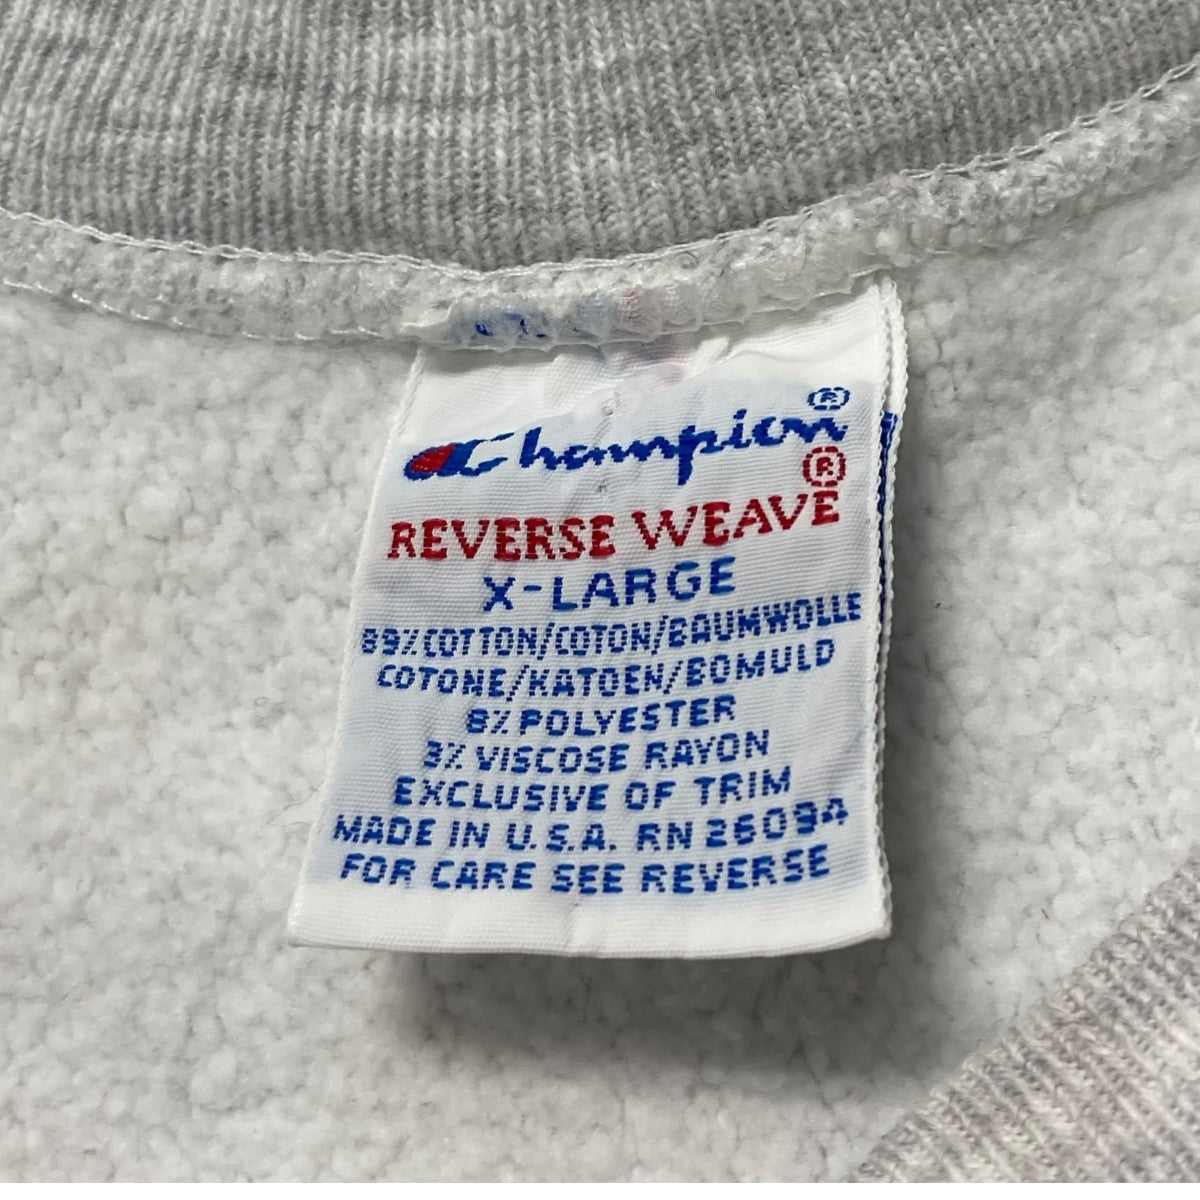 Champion®
REVERSE WEAVE®
X-LARGE
89% COTTON/COTON/BAUMWOLLE
COTONE/KATOEN/BOMULD
8% POLYESTER
3% VISCOSE RAYON
EXCLUSIVE OF TRIM
MADE IN U.S.A. RN 26094
FOR CARE SEE REVERSE